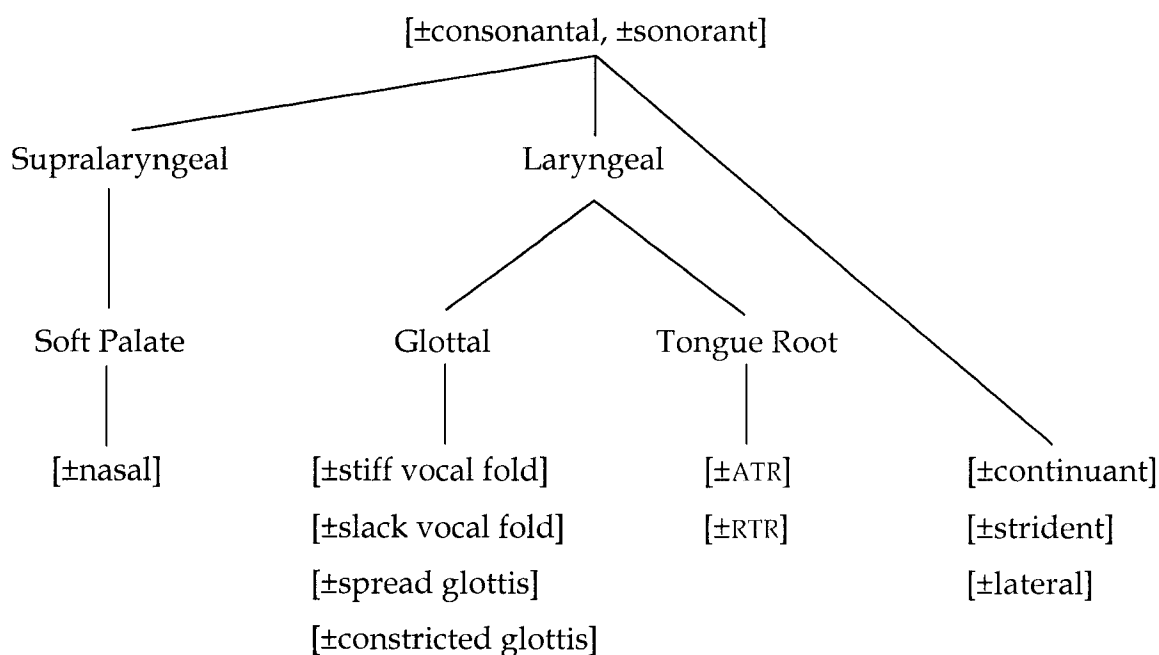 [±consonantal, ±sonorant]
Supralaryngeal Laryngeal
Soft Palate Glottal Tongue Root
[±nasal] [±stiff vocal fold] [±ATR] [±continuant]
[±slack vocal fold] [±RTR] [±strident]
[±spread glottis] [±lateral]
[±constricted glottis]